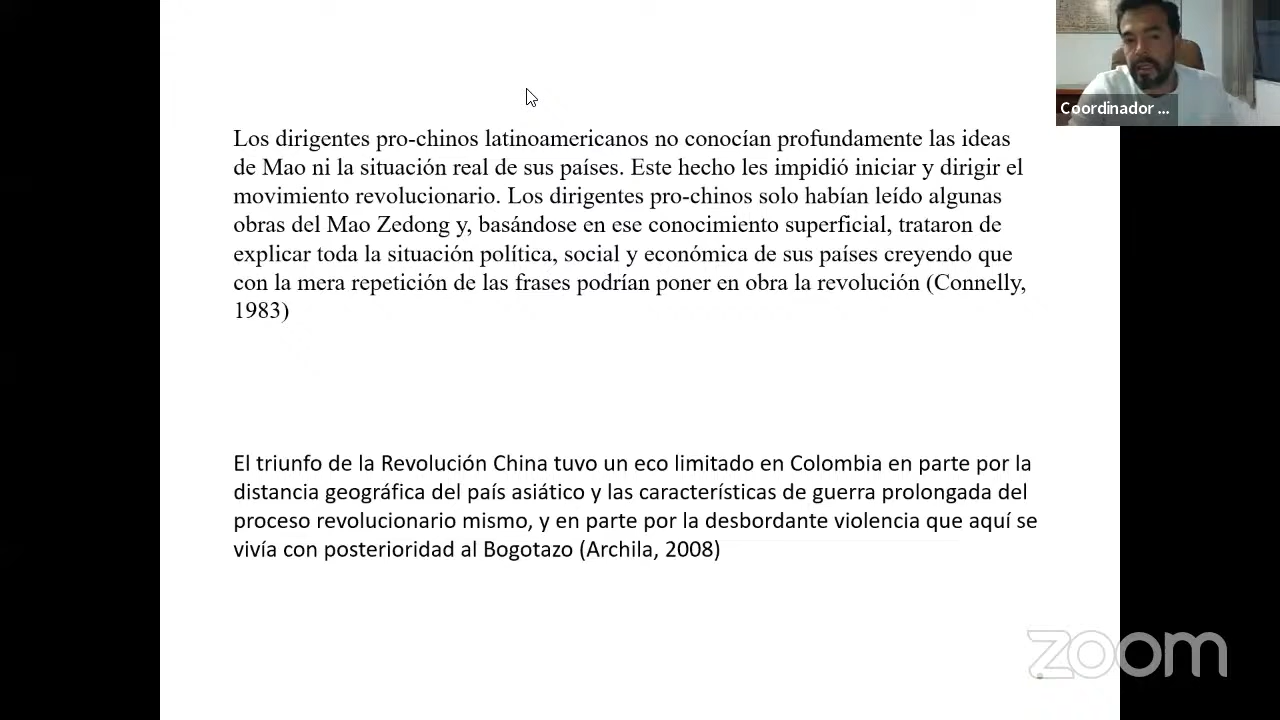 Coordinador ...
Los dirigentes pro-chinos latinoamericanos no conocían profundamente las ideas
de Mao ni la situación real de sus países. Este hecho les impidió iniciar y dirigir el
movimiento revolucionario. Los dirigentes pro-chinos solo habían leído algunas
obras del Mao Zedong y, basándose en ese conocimiento superficial, trataron de
explicar toda la situación política, social y económica de sus países creyendo que
con la mera repetición de las frases podrían poner en obra la revolución (Connelly,
1983)
El triunfo de la Revolución China tuvo un eco limitado en Colombia en parte por la
distancia geográfica del país asiático y las características de guerra prolongada del
proceso revolucionario mismo, y en parte por la desbordante violencia que aquí se
vivía con posterioridad al Bogotazo (Archila, 2008)
zoom